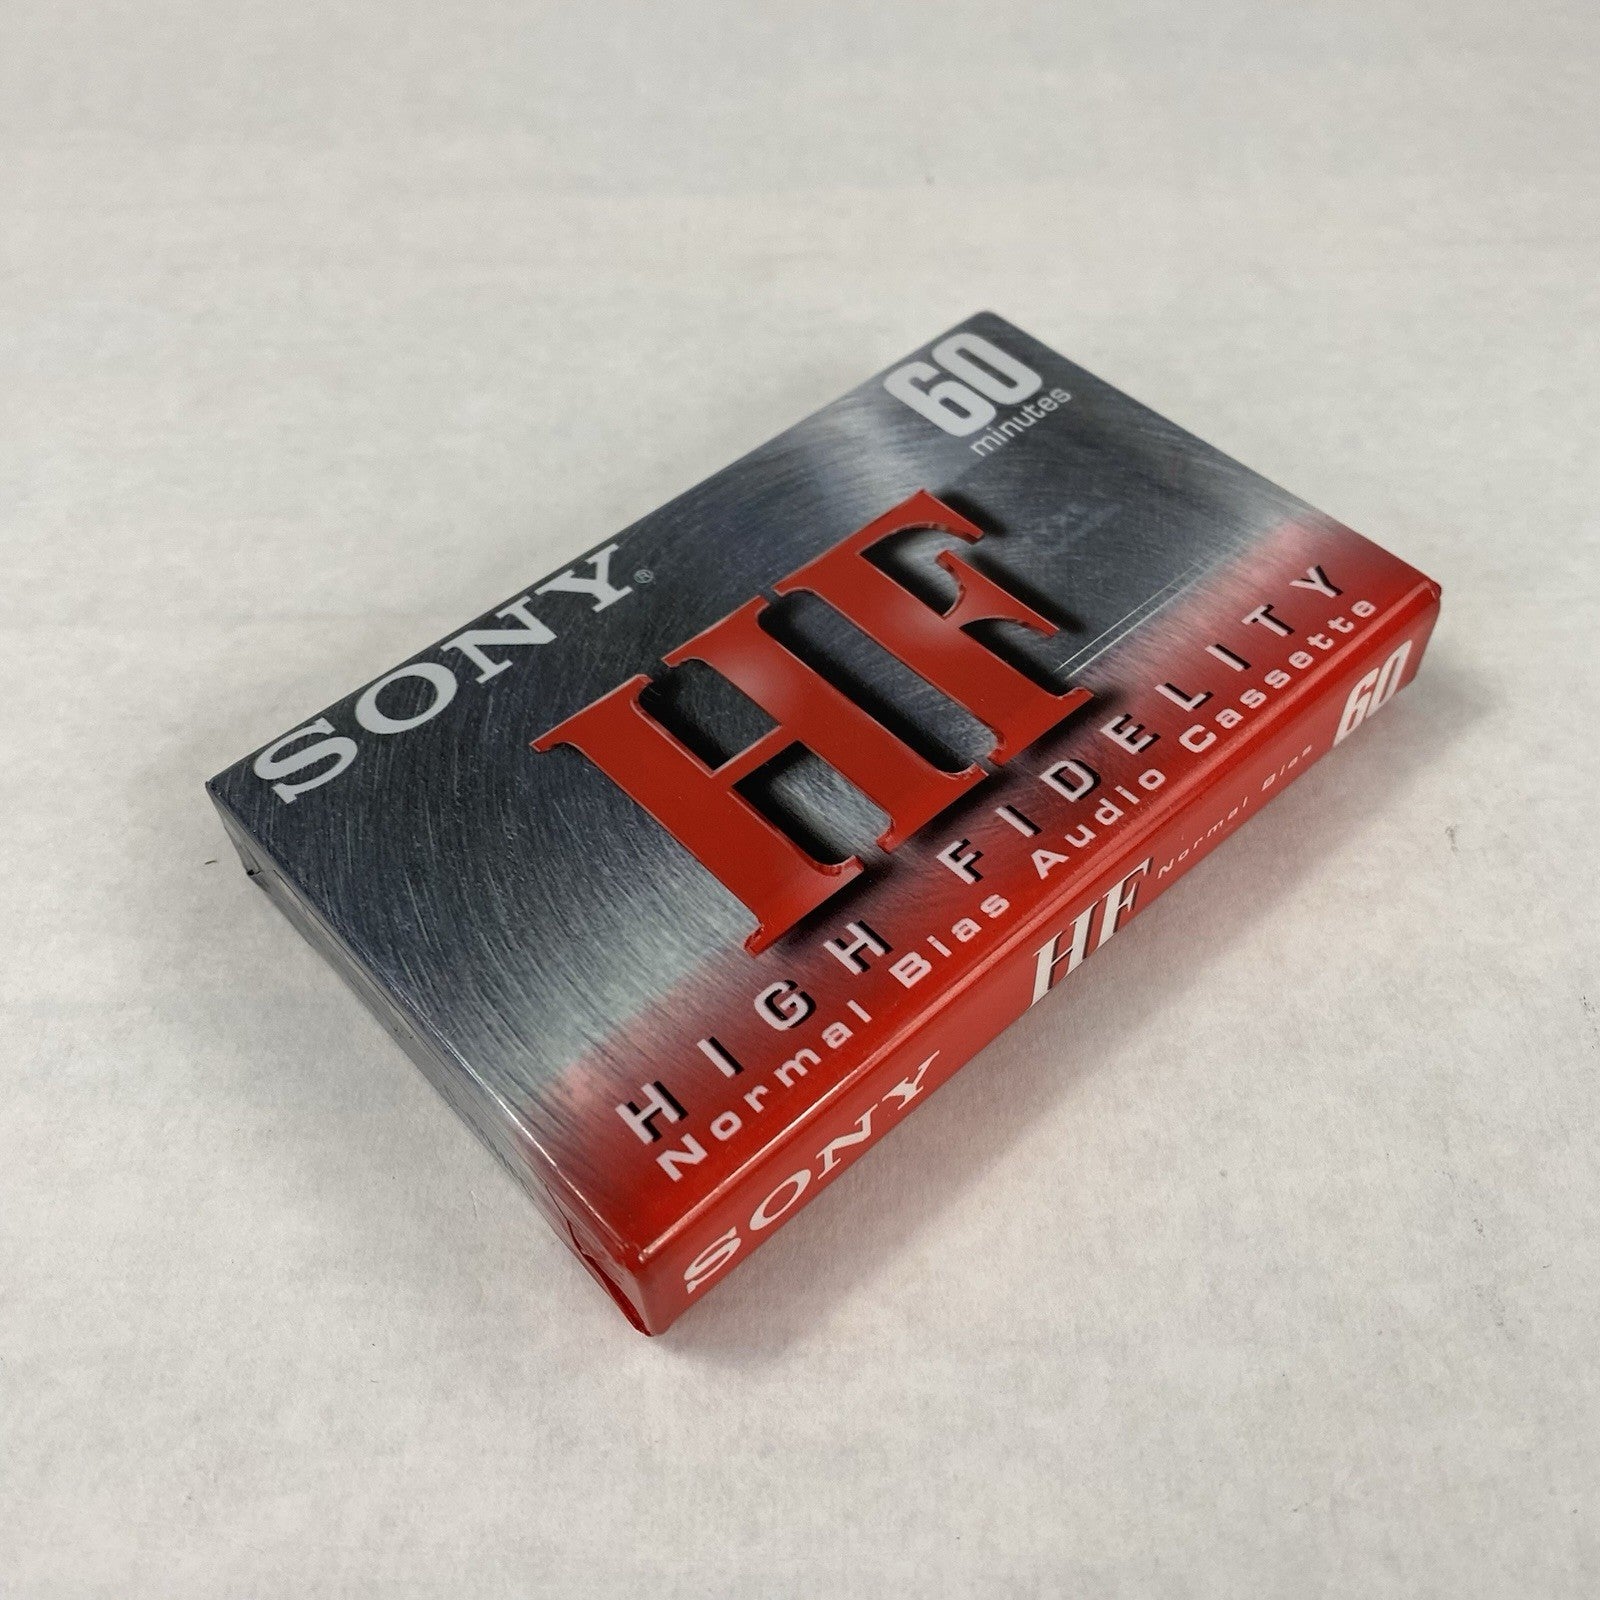 SONY®
60
minutes
HF
HIGH FIDELITY
Normal Bias Audio Cassette
SONY HF Normal Bias 60